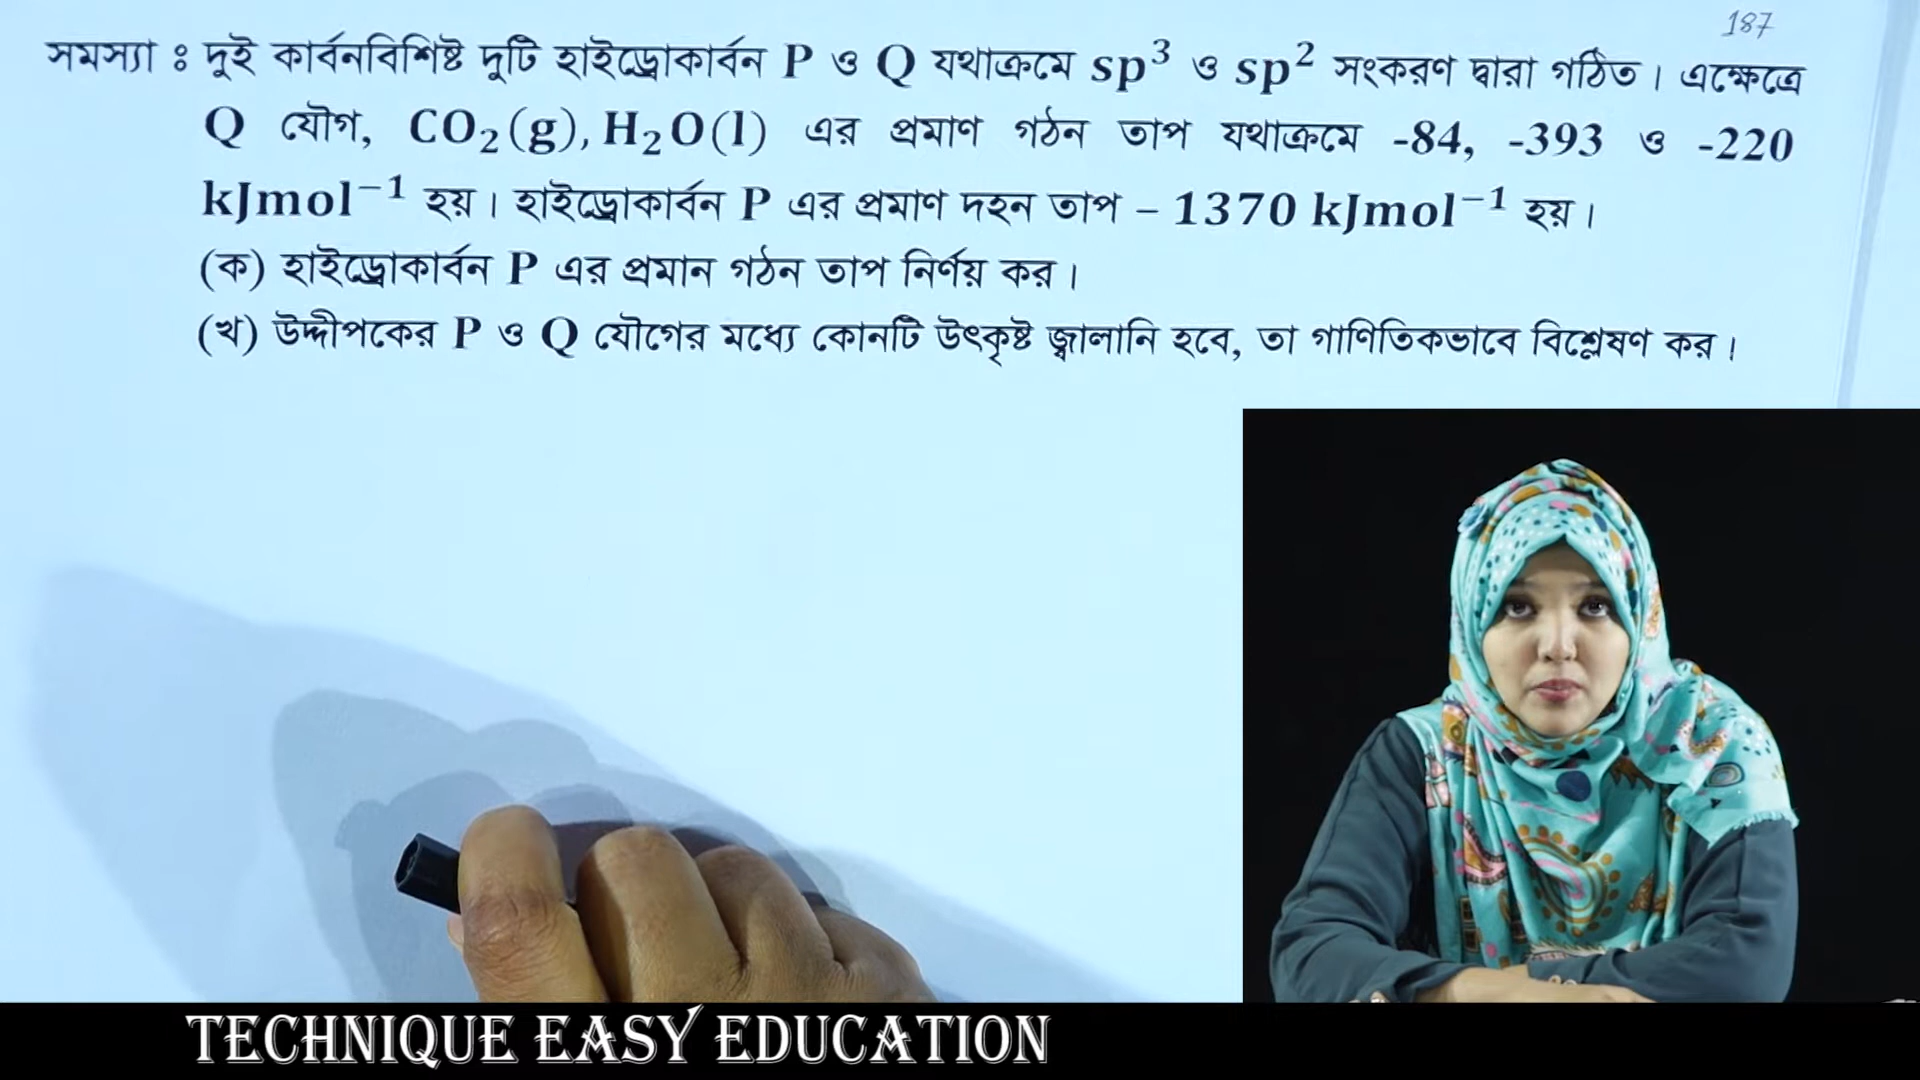 187
সমস্যা ঃ দুই কার্বনবিশিষ্ট দুটি হাইড্রোকার্বন P ও Q যথাক্রমে sp³ ও sp² সংকরণ দ্বারা গঠিত। এক্ষেত্রে
Q যৌগ, CO₂(g), H₂O(l) এর প্রমাণ গঠন তাপ যথাক্রমে -84, -393 ও -220
kJmol⁻¹ হয়। হাইড্রোকার্বন P এর প্রমাণ দহন তাপ – 1370 kJmol⁻¹ হয়।
(ক) হাইড্রোকার্বন P এর প্রমান গঠন তাপ নির্ণয় কর।
(খ) উদ্দীপকের P ও Q যৌগের মধ্যে কোনটি উৎকৃষ্ট জ্বালানি হবে, তা গাণিতিকভাবে বিশ্লেষণ কর।
TECHNIQUE EASY EDUCATION